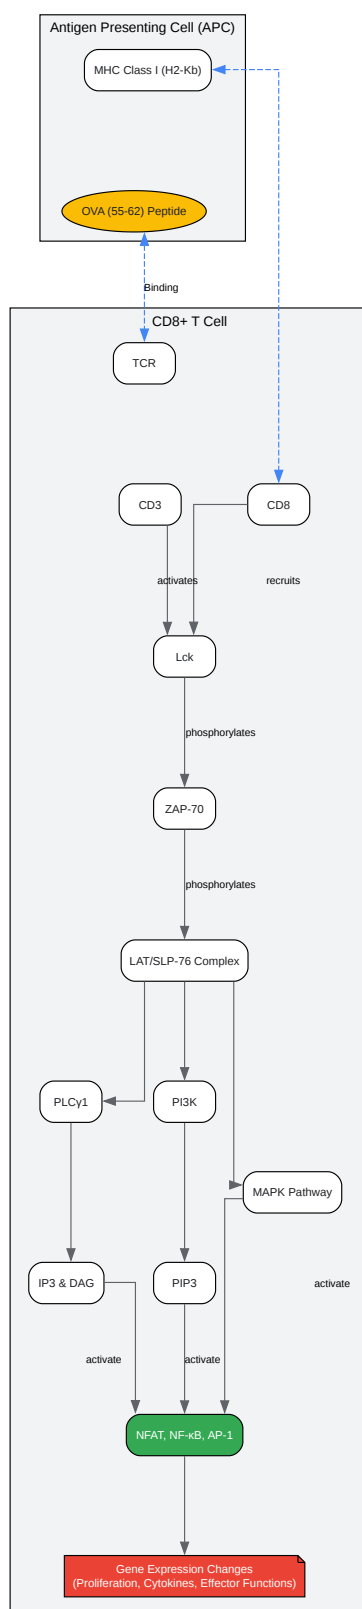 Antigen Presenting Cell (APC)
MHC Class I (H2-Kb)
OVA (55-62) Peptide
Binding
CD8+ T Cell
TCR
CD3
CD8
activates
recruits
Lck
phosphorylates
ZAP-70
phosphorylates
LAT/SLP-76 Complex
PLCγ1
PI3K
MAPK Pathway
IP3 & DAG
PIP3
activate
activate
activate
NFAT, NF-κB, AP-1
Gene Expression Changes
(Proliferation, Cytokines, Effector Functions)